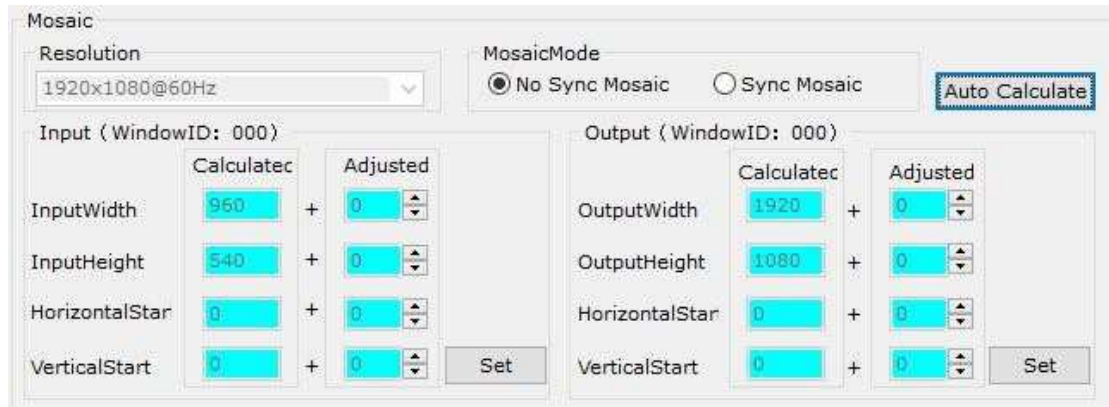 Mosaic
Resolution
MosaicMode
1920x1080@60Hz
No Sync Mosaic
Sync Mosaic
Auto Calculate
Input (WindowID: 000)
Output (WindowID: 000)
Calculatec
Adjusted
Calculatec
Adjusted
InputWidth 960 + 0
OutputWidth 1920 + 0
InputHeight 540 + 0
OutputHeight 1080 + 0
HorizontalStar 0 + 0
HorizontalStar 0 + 0
VerticalStart 0 + 0 Set
VerticalStart 0 + 0 Set